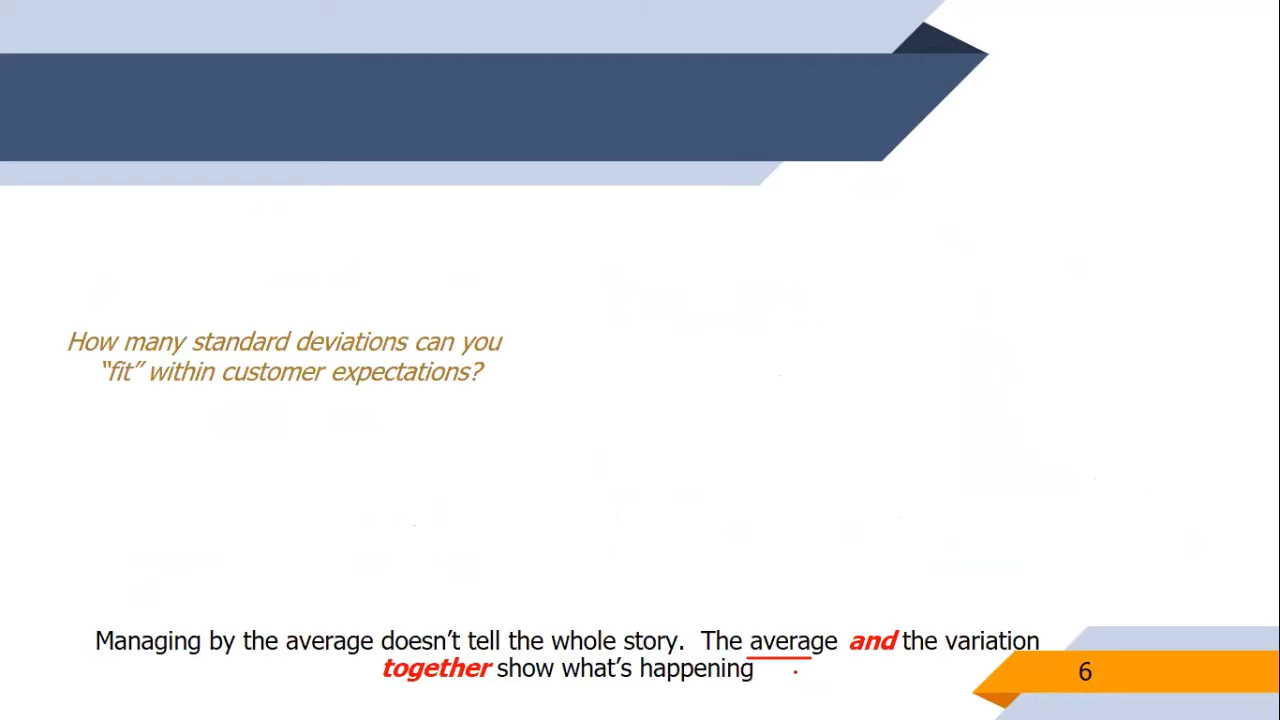 How many standard deviations can you
“fit” within customer expectations?
Managing by the average doesn’t tell the whole story.  The average and the variation
together show what’s happening
6